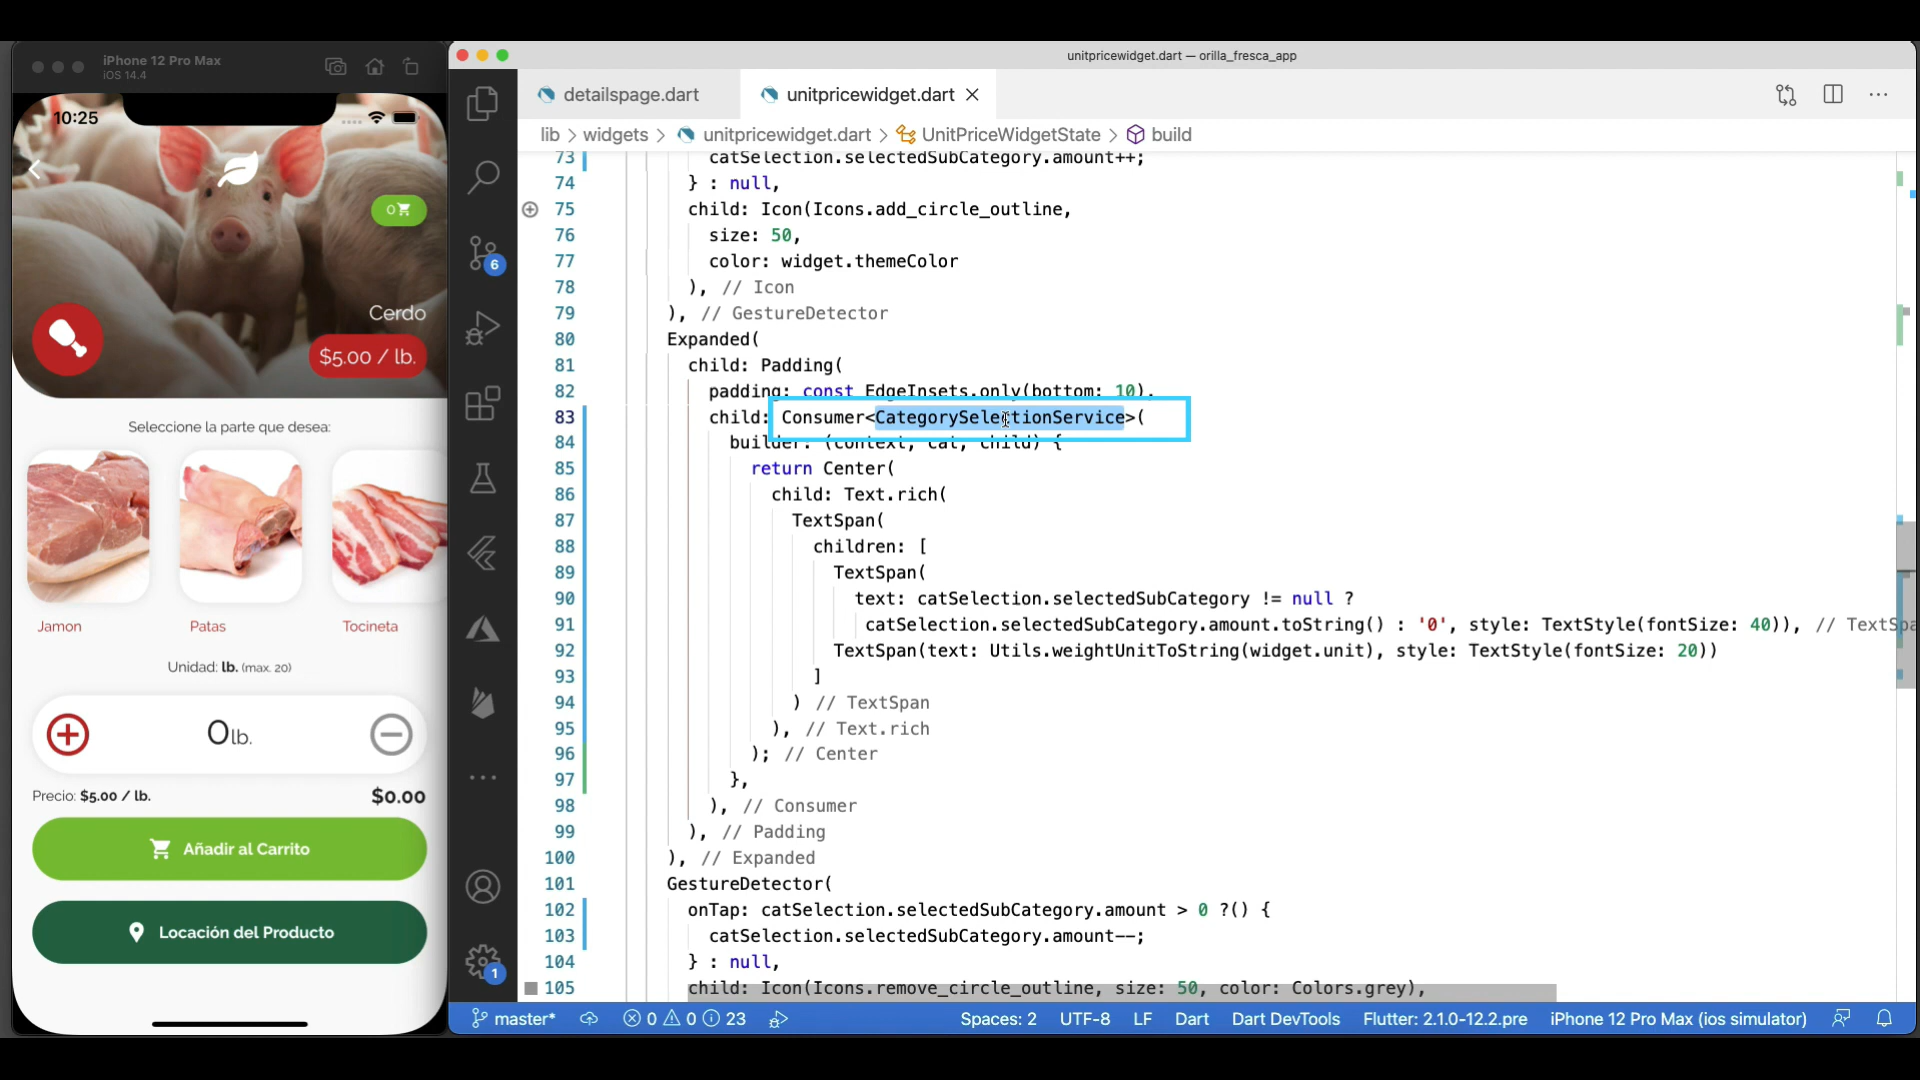 iPhone 12 Pro Max
iOS 14.4
10:25
0
Cerdo
$5.00 / lb.
Seleccione la parte que desea:
Jamon
Patas
Tocineta
Unidad: lb. (max. 20)
0lb.
Precio: $5.00 / lb.
$0.00
Añadir al Carrito
Locación del Producto
unitpricewidget.dart — orilla_fresca_app
detailspage.dart
unitpricewidget.dart
lib > widgets > unitpricewidget.dart > UnitPriceWidgetState > build
73 catSelection.selectedSubCategory.amount++;
74 } : null,
75 child: Icon(Icons.add_circle_outline,
76 size: 50,
77 color: widget.themeColor
78 ), // Icon
79 ), // GestureDetector
80 Expanded(
81 child: Padding(
82 padding: const EdgeInsets.only(bottom: 10),
83 child: Consumer<CategorySelectionService>(
84 builder: (context, cat, child) {
85 return Center(
86 child: Text.rich(
87 TextSpan(
88 children: [
89 TextSpan(
90 text: catSelection.selectedSubCategory != null ?
91 catSelection.selectedSubCategory.amount.toString() : '0', style: TextStyle(fontSize: 40)), // TextSpa
92 TextSpan(text: Utils.weightUnitToString(widget.unit), style: TextStyle(fontSize: 20))
93 ]
94 ) // TextSpan
95 ), // Text.rich
96 ); // Center
97 },
98 ), // Consumer
99 ), // Padding
100 ), // Expanded
101 GestureDetector(
102 onTap: catSelection.selectedSubCategory.amount > 0 ?() {
103 catSelection.selectedSubCategory.amount--;
104 } : null,
105 child: Icon(Icons.remove_circle_outline, size: 50, color: Colors.grey),
6
1
master* 0 0 23 Spaces: 2 UTF-8 LF Dart Dart DevTools Flutter: 2.1.0-12.2.pre iPhone 12 Pro Max (ios simulator)